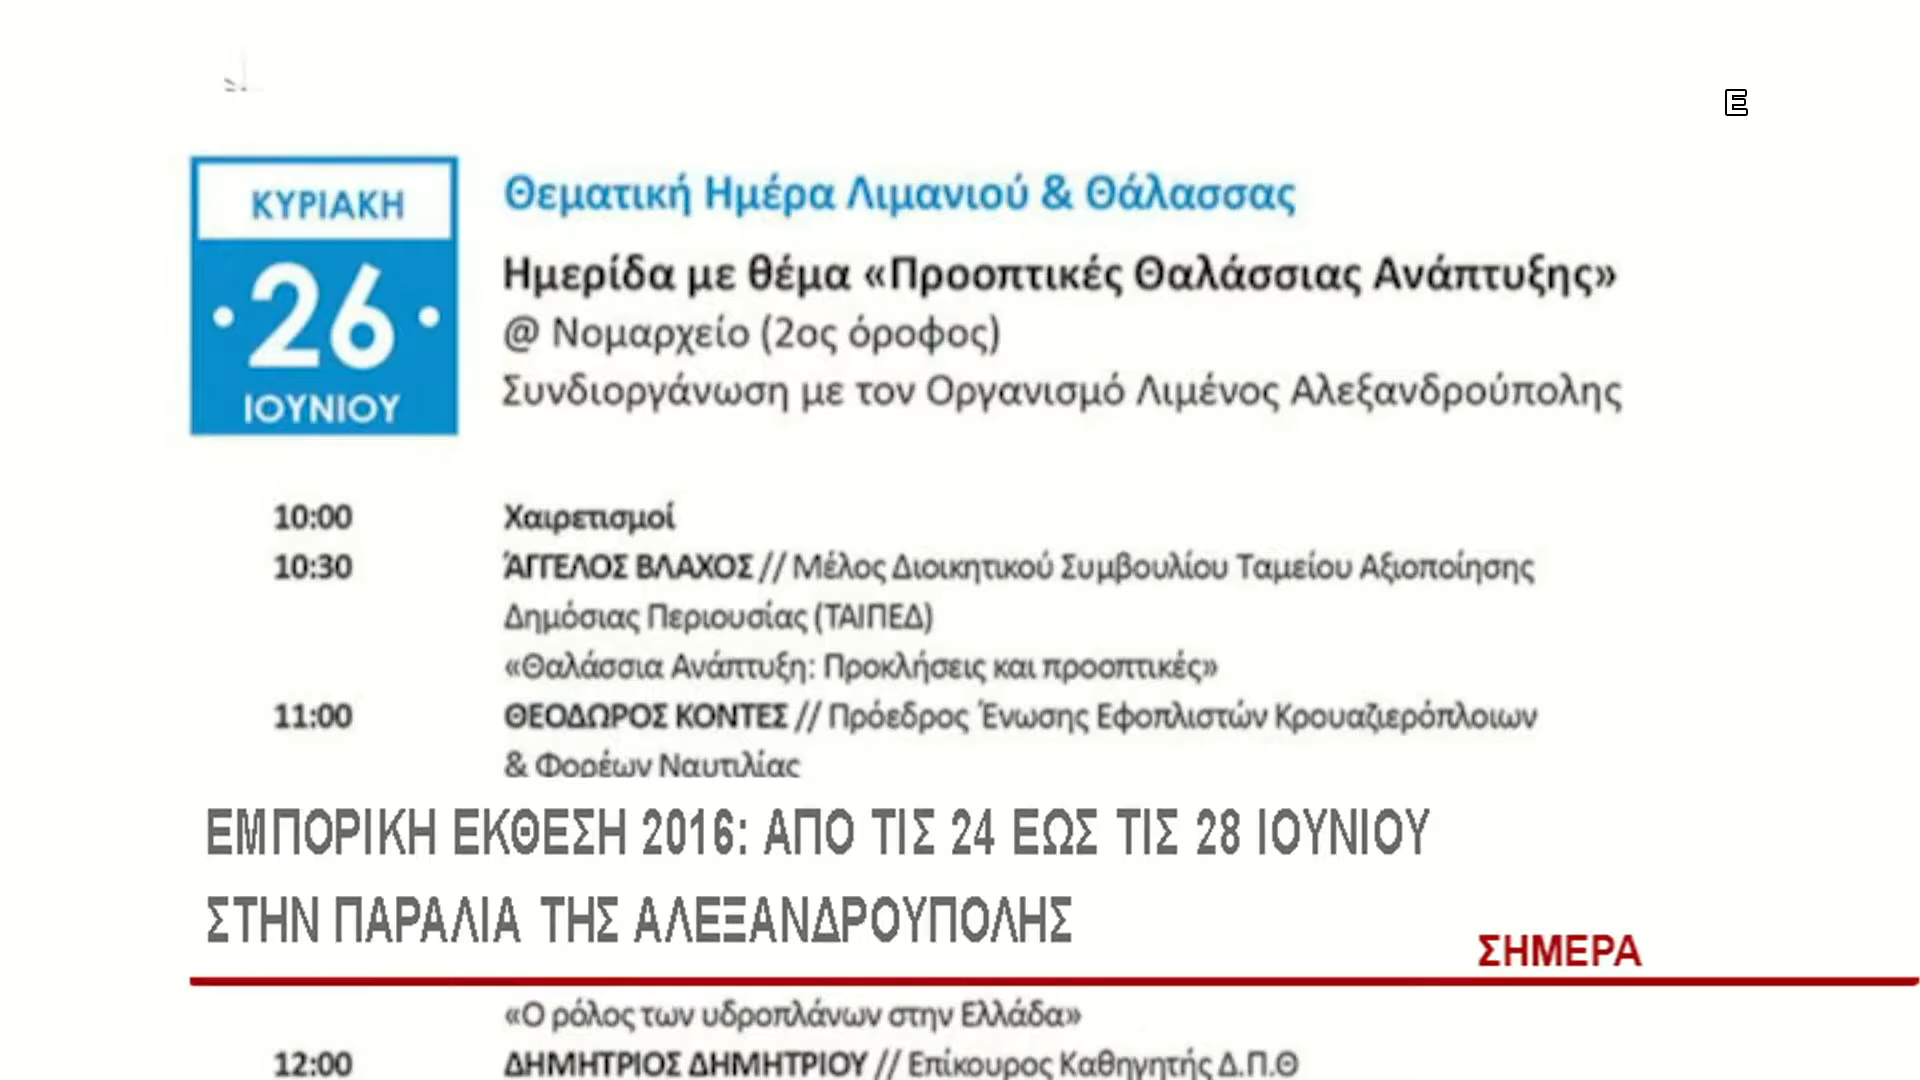 Ε
ΚΥΡΙΑΚΗ
·26·
ΙΟΥΝΙΟΥ
Θεματική Ημέρα Λιμανιού & Θάλασσας
Ημερίδα με θέμα «Προοπτικές Θαλάσσιας Ανάπτυξης»
@ Νομαρχείο (2ος όροφος)
Συνδιοργάνωση με τον Οργανισμό Λιμένος Αλεξανδρούπολης
10:00 Χαιρετισμοί
10:30 ΆΓΓΕΛΟΣ ΒΛΑΧΟΣ // Μέλος Διοικητικού Συμβουλίου Ταμείου Αξιοποίησης
Δημόσιας Περιουσίας (ΤΑΙΠΕΔ)
«Θαλάσσια Ανάπτυξη: Προκλήσεις και προοπτικές»
11:00 ΘΕΟΔΩΡΟΣ ΚΟΝΤΕΣ // Πρόεδρος Ένωσης Εφοπλιστών Κρουαζιερόπλοιων
& Φορέων Ναυτιλίας
ΕΜΠΟΡΙΚΗ ΕΚΘΕΣΗ 2016: ΑΠΟ ΤΙΣ 24 ΕΩΣ ΤΙΣ 28 ΙΟΥΝΙΟΥ
ΣΤΗΝ ΠΑΡΑΛΙΑ ΤΗΣ ΑΛΕΞΑΝΔΡΟΥΠΟΛΗΣ
ΣΗΜΕΡΑ
«Ο ρόλος των υδροπλάνων στην Ελλάδα»
12:00 ΔΗΜΗΤΡΙΟΣ ΔΗΜΗΤΡΙΟΥ // Επίκουρος Καθηγητής Δ.Π.Θ